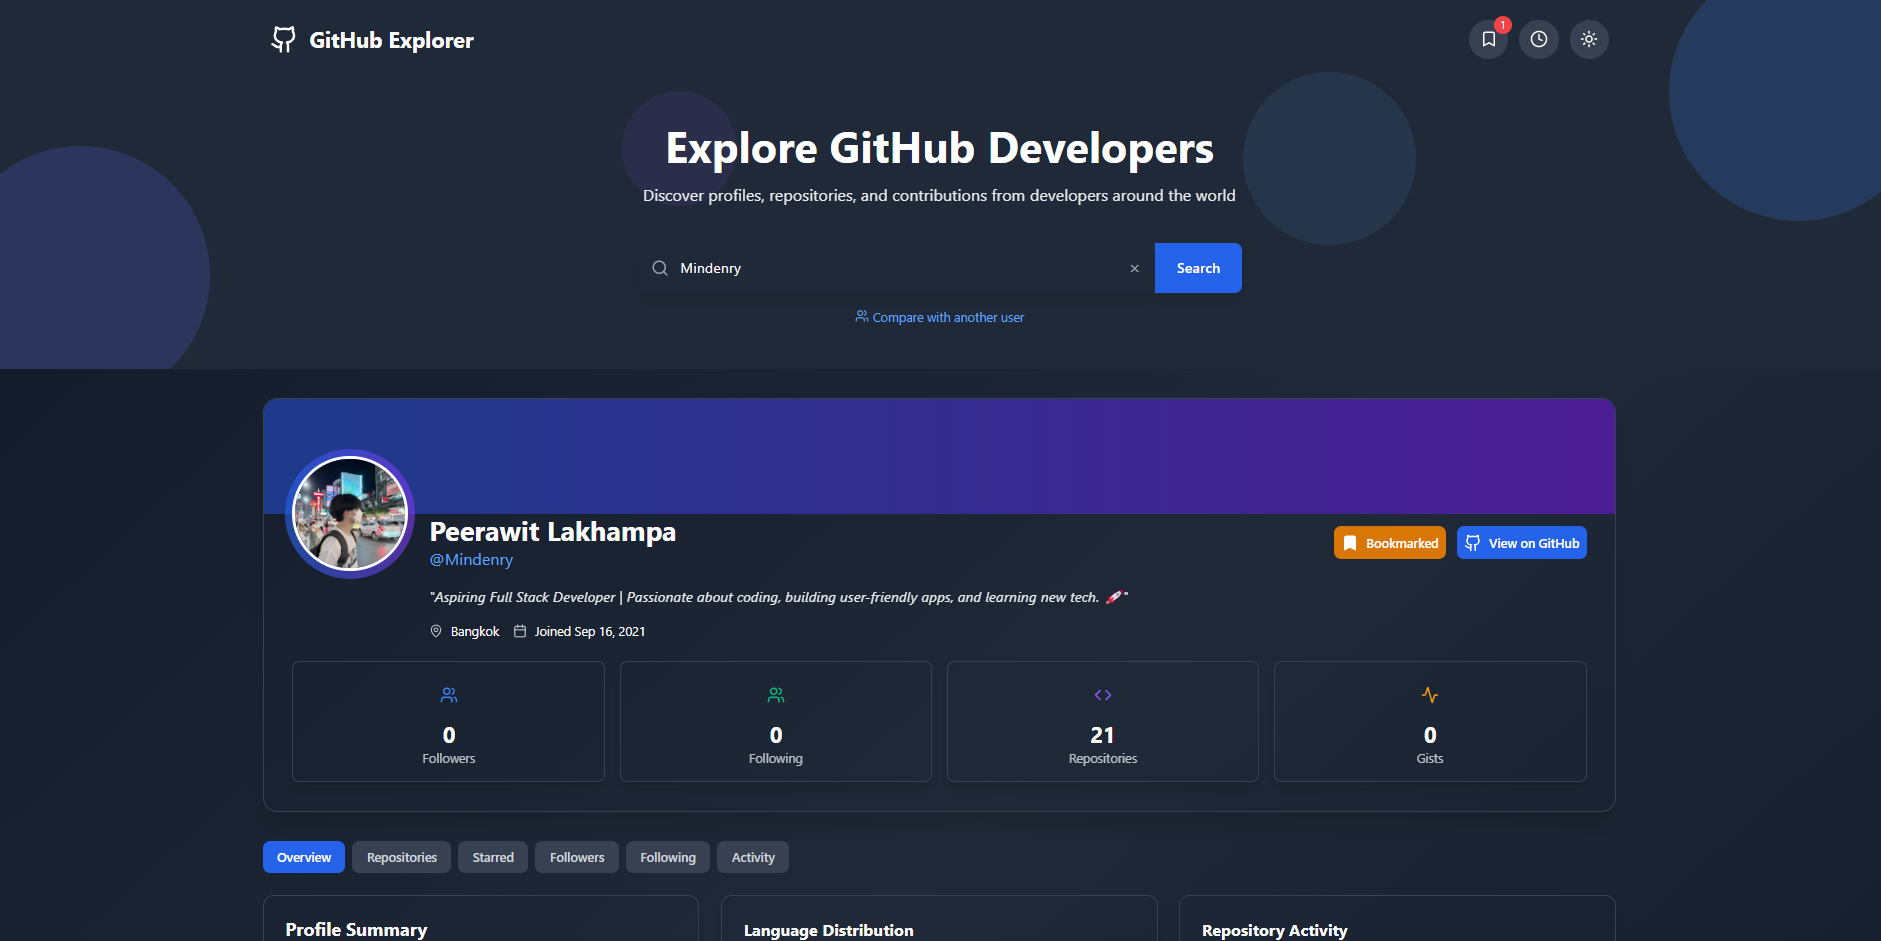 GitHub Explorer
1
Explore GitHub Developers
Discover profiles, repositories, and contributions from developers around the world
Mindenry
Search
Compare with another user
Peerawit Lakhampa
@Mindenry
Bookmarked
View on GitHub
"Aspiring Full Stack Developer | Passionate about coding, building user-friendly apps, and learning new tech. 🚀"
Bangkok Joined Sep 16, 2021
0
Followers
0
Following
21
Repositories
0
Gists
Overview Repositories Starred Followers Following Activity
Profile Summary
Language Distribution
Repository Activity